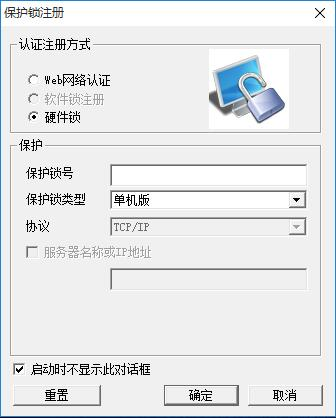 保护锁注册
认证注册方式
Web网络认证
软件锁注册
硬件锁
保护
保护锁号
保护锁类型 单机版
协议 TCP/IP
服务器名称或IP地址
启动时不显示此对话框
重置 确定 取消